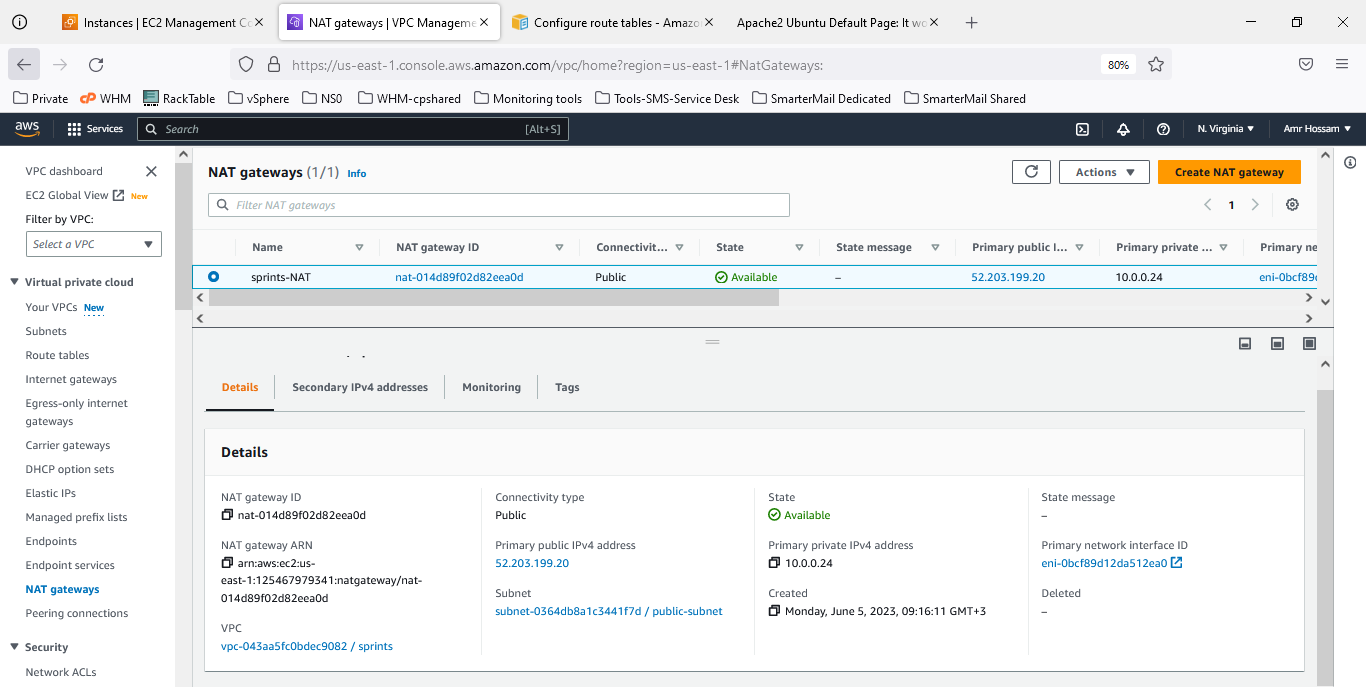 Instances | EC2 Management Co
NAT gateways | VPC Manageme
Configure route tables - Amazo
Apache2 Ubuntu Default Page: It wo
https://us-east-1.console.aws.amazon.com/vpc/home?region=us-east-1#NatGateways:
80%
Private
WHM
RackTable
vSphere
NS0
WHM-cpshared
Monitoring tools
Tools-SMS-Service Desk
SmarterMail Dedicated
SmarterMail Shared
aws
Services
Search
[Alt+S]
N. Virginia
Amr Hossam
VPC dashboard
EC2 Global View New
Filter by VPC:
Select a VPC
Virtual private cloud
Your VPCs New
Subnets
Route tables
Internet gateways
Egress-only internet
gateways
Carrier gateways
DHCP option sets
Elastic IPs
Managed prefix lists
Endpoints
Endpoint services
NAT gateways
Peering connections
Security
Network ACLs
NAT gateways (1/1) Info
Actions
Create NAT gateway
Filter NAT gateways
1
Name
NAT gateway ID
Connectivit...
State
State message
Primary public I...
Primary private ...
Primary ne
sprints-NAT
nat-014d89f02d82eea0d
Public
Available
–
52.203.199.20
10.0.0.24
eni-0bcf89d
Details
Secondary IPv4 addresses
Monitoring
Tags
Details
NAT gateway ID
nat-014d89f02d82eea0d
NAT gateway ARN
arn:aws:ec2:us-
east-1:125467979341:natgateway/nat-
014d89f02d82eea0d
VPC
vpc-043aa5fc0bdec9082 / sprints
Connectivity type
Public
Primary public IPv4 address
52.203.199.20
Subnet
subnet-0364db8a1c3441f7d / public-subnet
State
Available
Primary private IPv4 address
10.0.0.24
Created
Monday, June 5, 2023, 09:16:11 GMT+3
State message
–
Primary network interface ID
eni-0bcf89d12da512ea0
Deleted
–